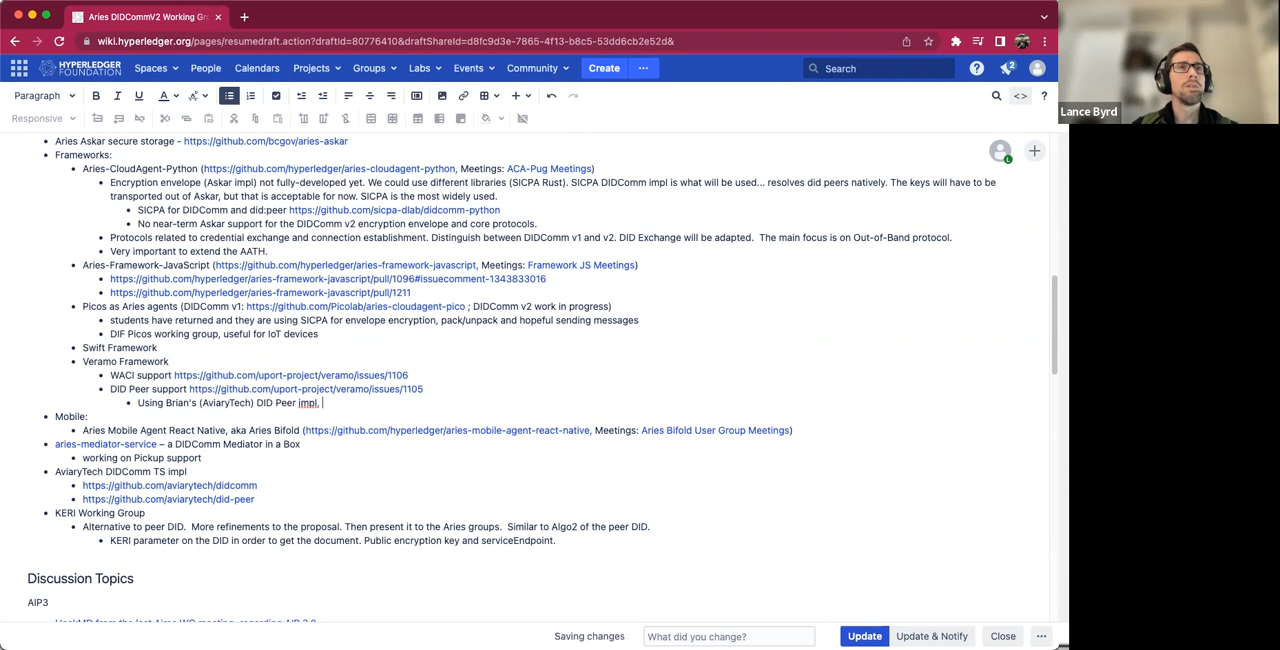 Aries DIDCommV2 Working Gr
wiki.hyperledger.org/pages/resumedraft.action?draftId=80776410&draftShareId=d8fc9d3e-7865-4f13-b8c5-53dd6cb2e52d&
HYPERLEDGER FOUNDATION Spaces People Calendars Projects Groups Labs Events Community Create Search 2
Paragraph B I U A
Responsive
Aries Askar secure storage - https://github.com/bcgov/aries-askar
Frameworks:
Aries-CloudAgent-Python (https://github.com/hyperledger/aries-cloudagent-python, Meetings: ACA-Pug Meetings)
Encryption envelope (Askar impl) not fully-developed yet. We could use different libraries (SICPA Rust). SICPA DIDComm impl is what will be used... resolves did peers natively. The keys will have to
transported out of Askar, but that is acceptable for now. SICPA is the most widely used.
SICPA for DIDComm and did:peer https://github.com/sicpa-dlab/didcomm-python
No near-term Askar support for the DIDComm v2 encryption envelope and core protocols.
Protocols related to credential exchange and connection establishment. Distinguish between DIDComm v1 and v2. DID Exchange will be adapted. The main focus is on Out-of-Band protocol.
Very important to extend the AATH.
Aries-Framework-JavaScript (https://github.com/hyperledger/aries-framework-javascript, Meetings: Framework JS Meetings)
https://github.com/hyperledger/aries-framework-javascript/pull/1096#issuecomment-1343833016
https://github.com/hyperledger/aries-framework-javascript/pull/1211
Picos as Aries agents (DIDComm v1: https://github.com/Picolab/aries-cloudagent-pico ; DIDComm v2 work in progress)
students have returned and they are using SICPA for envelope encryption, pack/unpack and hopeful sending messages
DIF Picos working group, useful for IoT devices
Swift Framework
Veramo Framework
WACI support https://github.com/uport-project/veramo/issues/1106
DID Peer support https://github.com/uport-project/veramo/issues/1105
Using Brian's (AviaryTech) DID Peer impl,
Mobile:
Aries Mobile Agent React Native, aka Aries Bifold (https://github.com/hyperledger/aries-mobile-agent-react-native, Meetings: Aries Bifold User Group Meetings)
aries-mediator-service – a DIDComm Mediator in a Box
working on Pickup support
AviaryTech DIDComm TS impl
https://github.com/aviarytech/didcomm
https://github.com/aviarytech/did-peer
KERI Working Group
Alternative to peer DID. More refinements to the proposal. Then present it to the Aries groups. Similar to Algo2 of the peer DID.
KERI parameter on the DID in order to get the document. Public encryption key and serviceEndpoint.
Discussion Topics
AIP3
Saving changes What did you change? Update Update & Notify Close
Lance Byrd